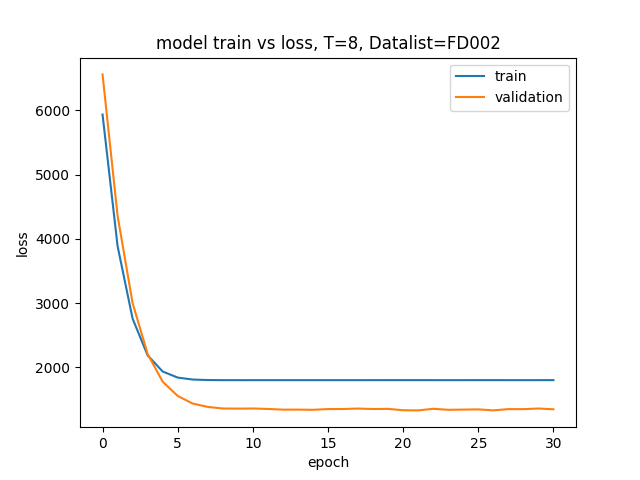 model train vs loss, T=8, Datalist=FD002
train
validation
6000
5000
4000
3000
2000
loss
0 5 10 15 20 25 30
epoch